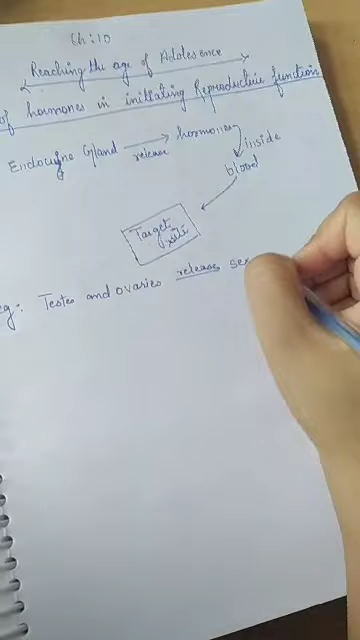 Ch:10
Reaching the age of Adolesence
of hormones in initiating Reproductive function
Endocrine Gland release hormones
inside
blood
Target
site
eg: Testes and ovaries release sex